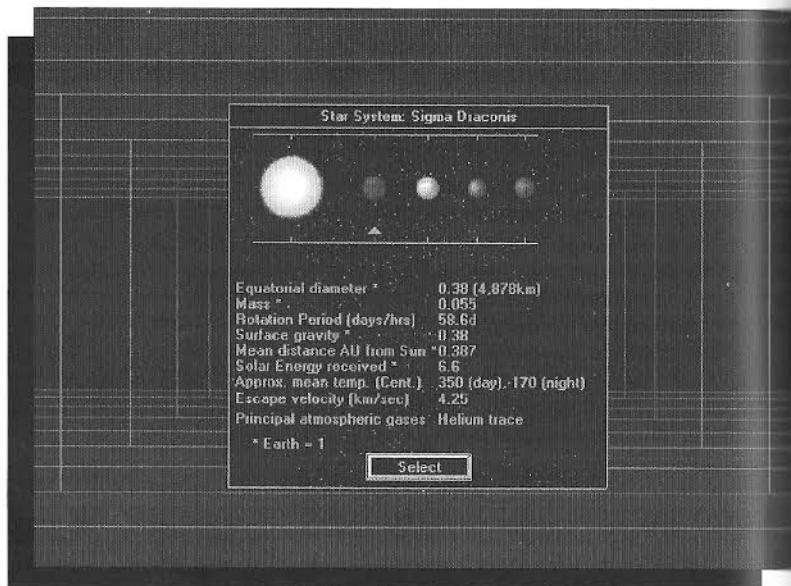 Star System: Sigma Draconis
Equatorial diameter * 0.38 (4,878km)
Mass * 0.055
Rotation Period (days/hrs) 58.6d
Surface gravity * 0.38
Mean distance AU from Sun * 0.387
Solar Energy received * 6.6
Approx. mean temp. (Cent.) 350 (day),-170 (night)
Escape velocity (km/sec) 4.25
Principal atmospheric gases Helium trace
* Earth = 1
Select